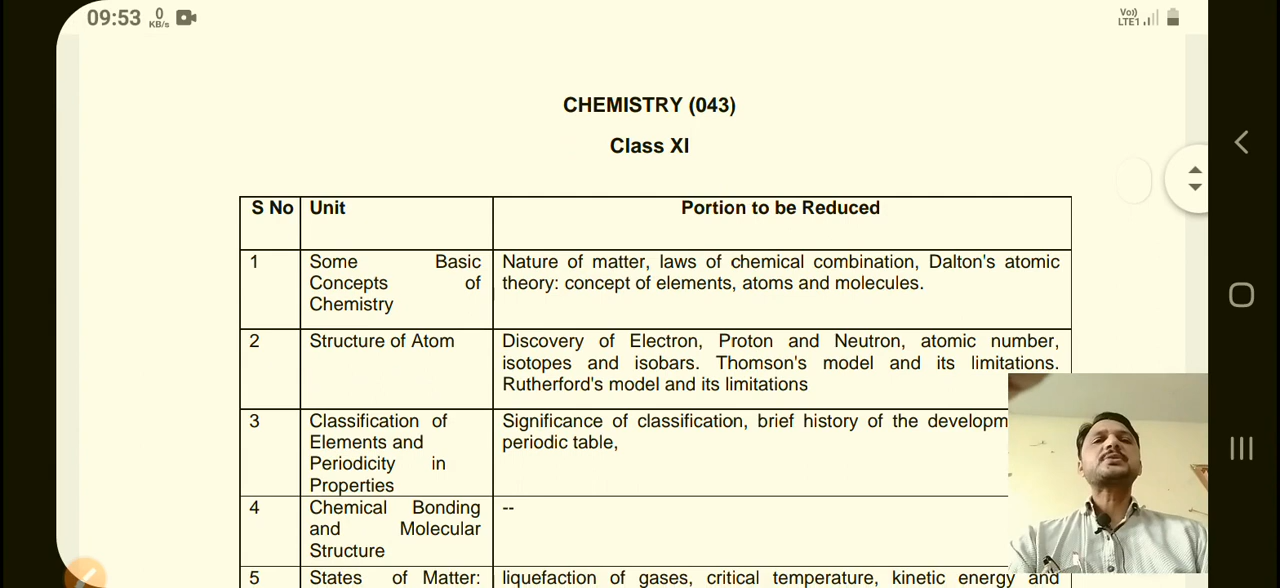 09:53 0 KB/s Vo) LTE1
CHEMISTRY (043)
Class XI
S No Unit Portion to be Reduced
1 Some Basic Nature of matter, laws of chemical combination, Dalton's atomic
Concepts of theory: concept of elements, atoms and molecules.
Chemistry
2 Structure of Atom Discovery of Electron, Proton and Neutron, atomic number,
isotopes and isobars. Thomson's model and its limitations.
Rutherford's model and its limitations
3 Classification of Significance of classification, brief history of the developm
Elements and periodic table,
Periodicity in
Properties
4 Chemical Bonding --
and Molecular
Structure
5 States of Matter: liquefaction of gases, critical temperature, kinetic energy and